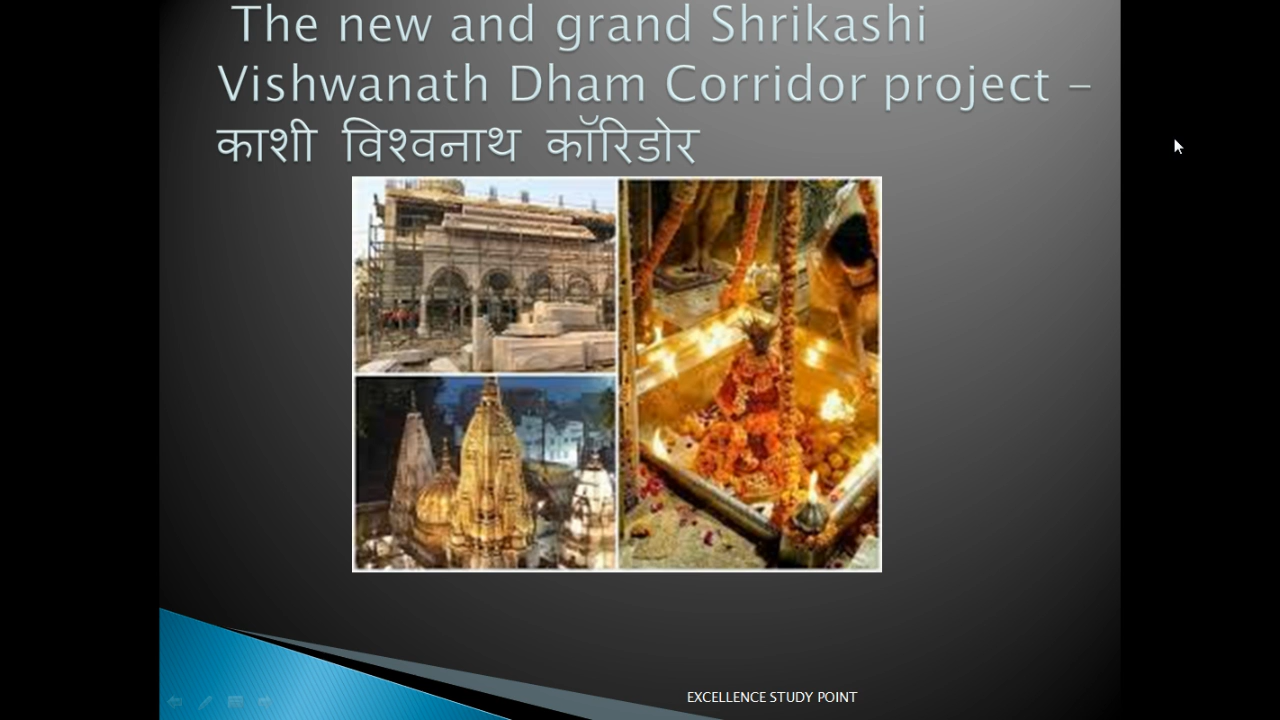 The new and grand Shrikashi
Vishwanath Dham Corridor project –
काशी विश्वनाथ कॉरिडोर
EXCELLENCE STUDY POINT